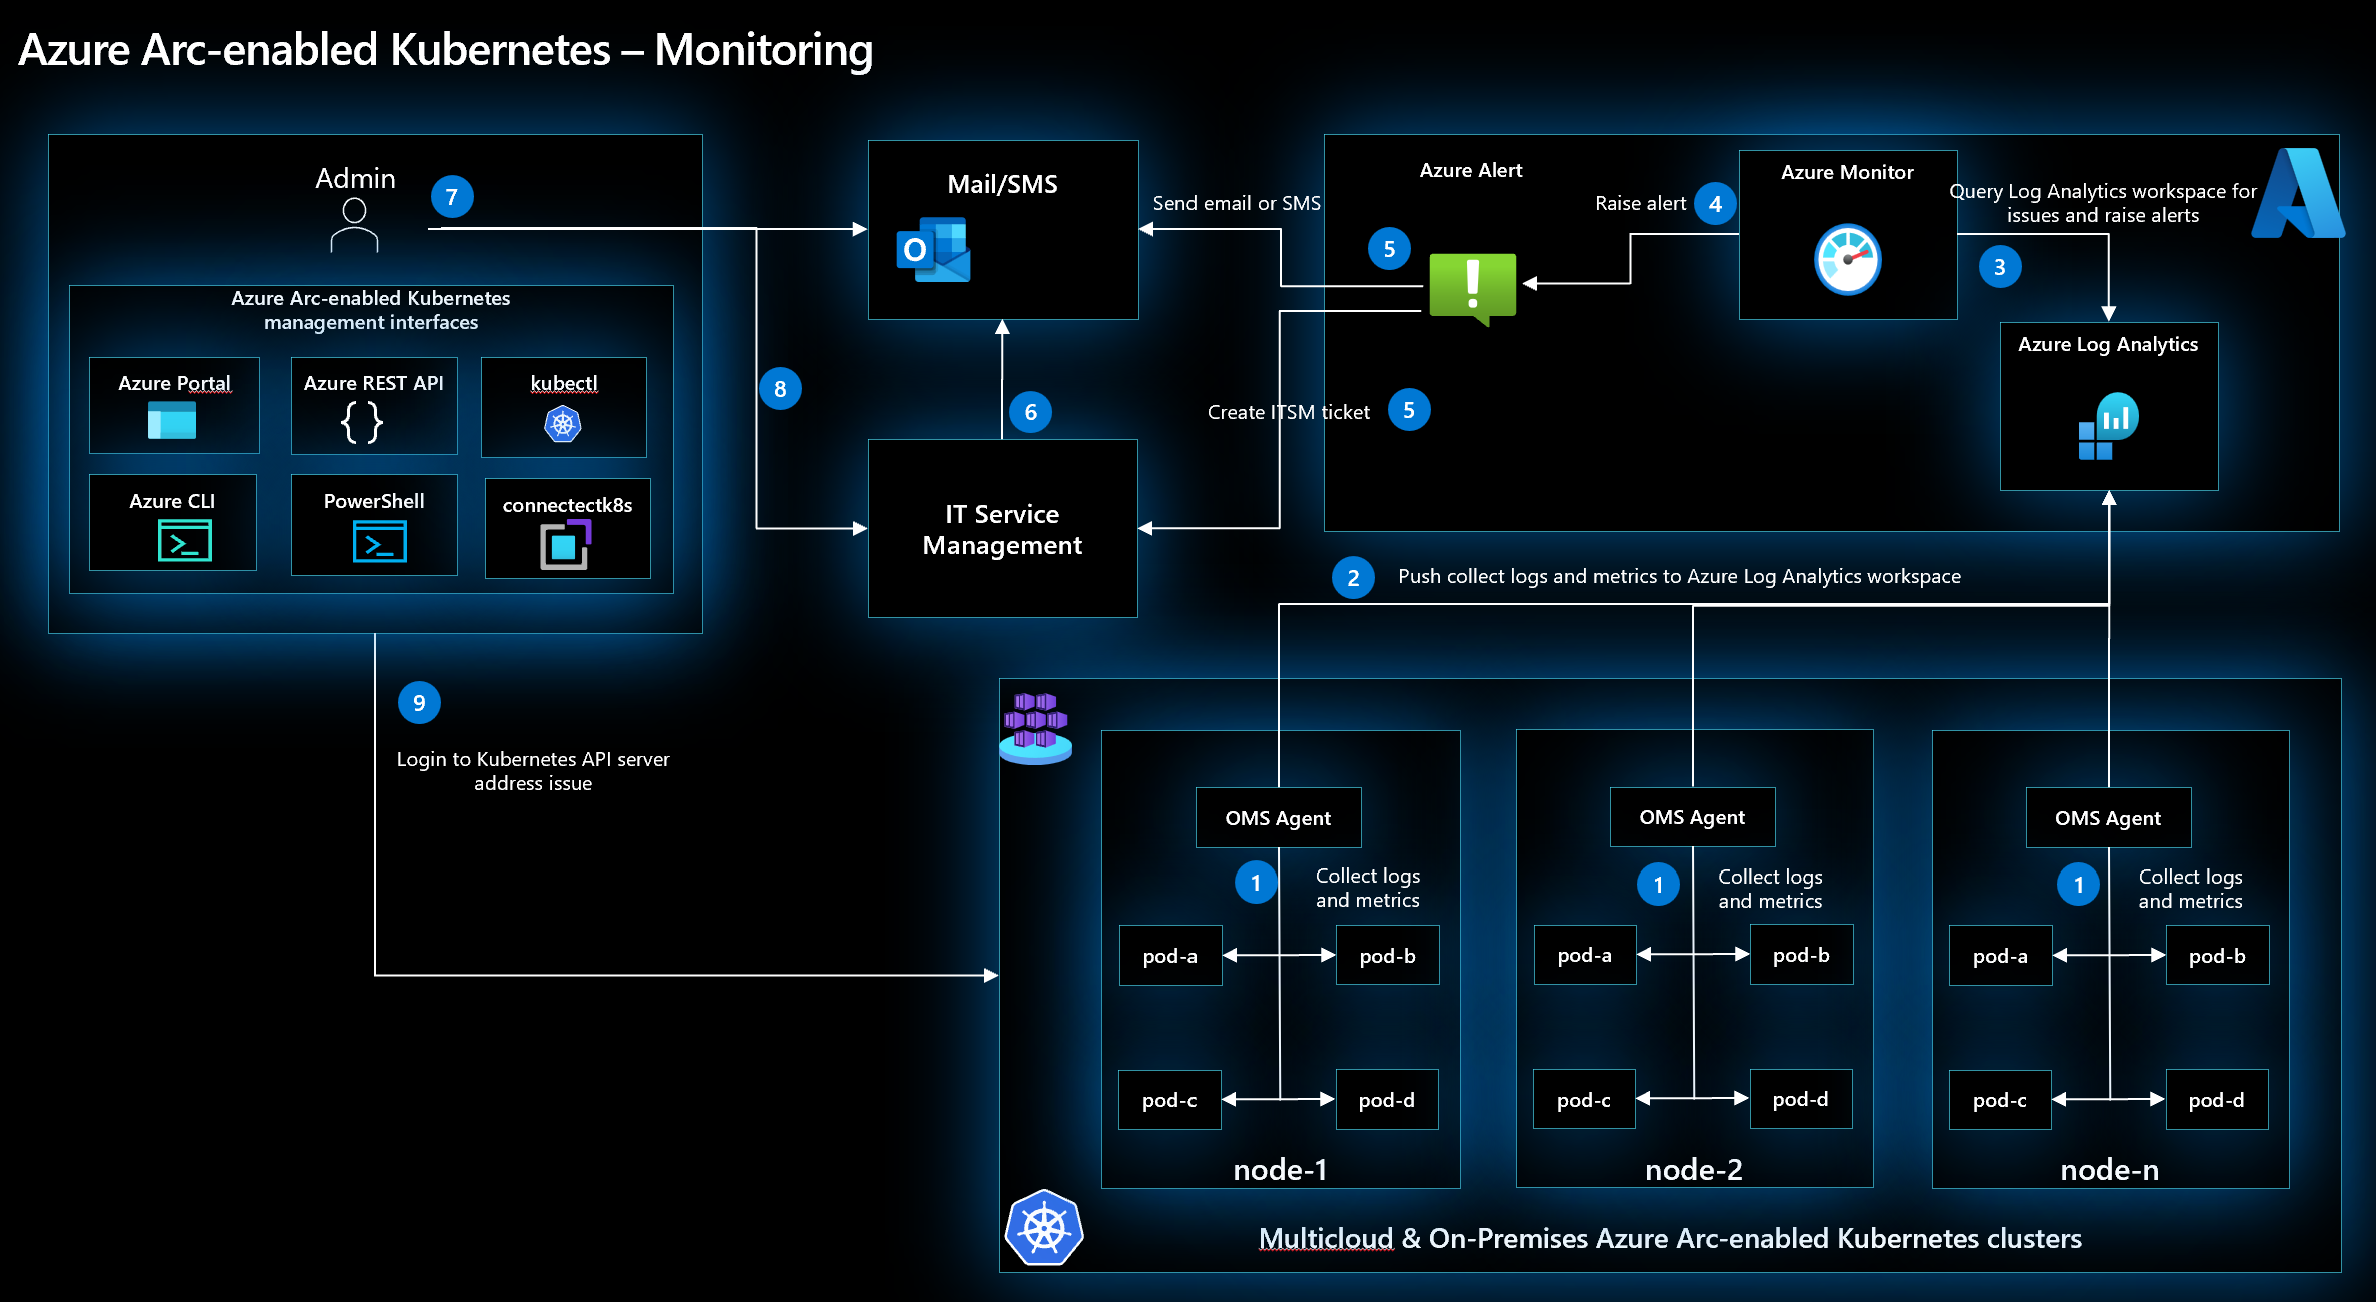 Azure Arc-enabled Kubernetes – Monitoring
Admin
7
Azure Arc-enabled Kubernetes
management interfaces
Azure Portal
Azure REST API
{ }
kubectl
Azure CLI
PowerShell
connectectk8s
8
Mail/SMS
O
6
IT Service
Management
Send email or SMS
5
Create ITSM ticket
5
Azure Alert
!
Raise alert
4
Azure Monitor
Query Log Analytics workspace for
issues and raise alerts
3
Azure Log Analytics
2
Push collect logs and metrics to Azure Log Analytics workspace
9
Login to Kubernetes API server
address issue
OMS Agent
1
Collect logs
and metrics
pod-a
pod-b
pod-c
pod-d
node-1
OMS Agent
1
Collect logs
and metrics
pod-a
pod-b
pod-c
pod-d
node-2
OMS Agent
1
Collect logs
and metrics
pod-a
pod-b
pod-c
pod-d
node-n
Multicloud & On-Premises Azure Arc-enabled Kubernetes clusters